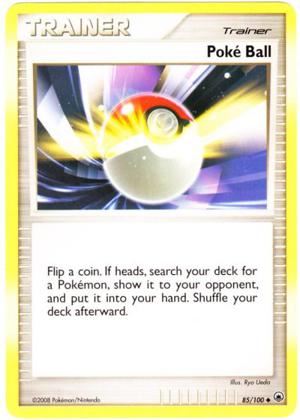 TRAINER
Trainer
Poké Ball
Flip a coin. If heads, search your deck for
a Pokémon, show it to your opponent,
and put it into your hand. Shuffle your
deck afterward.
Illus. Ryo Ueda
©2008 Pokémon/Nintendo
85/100